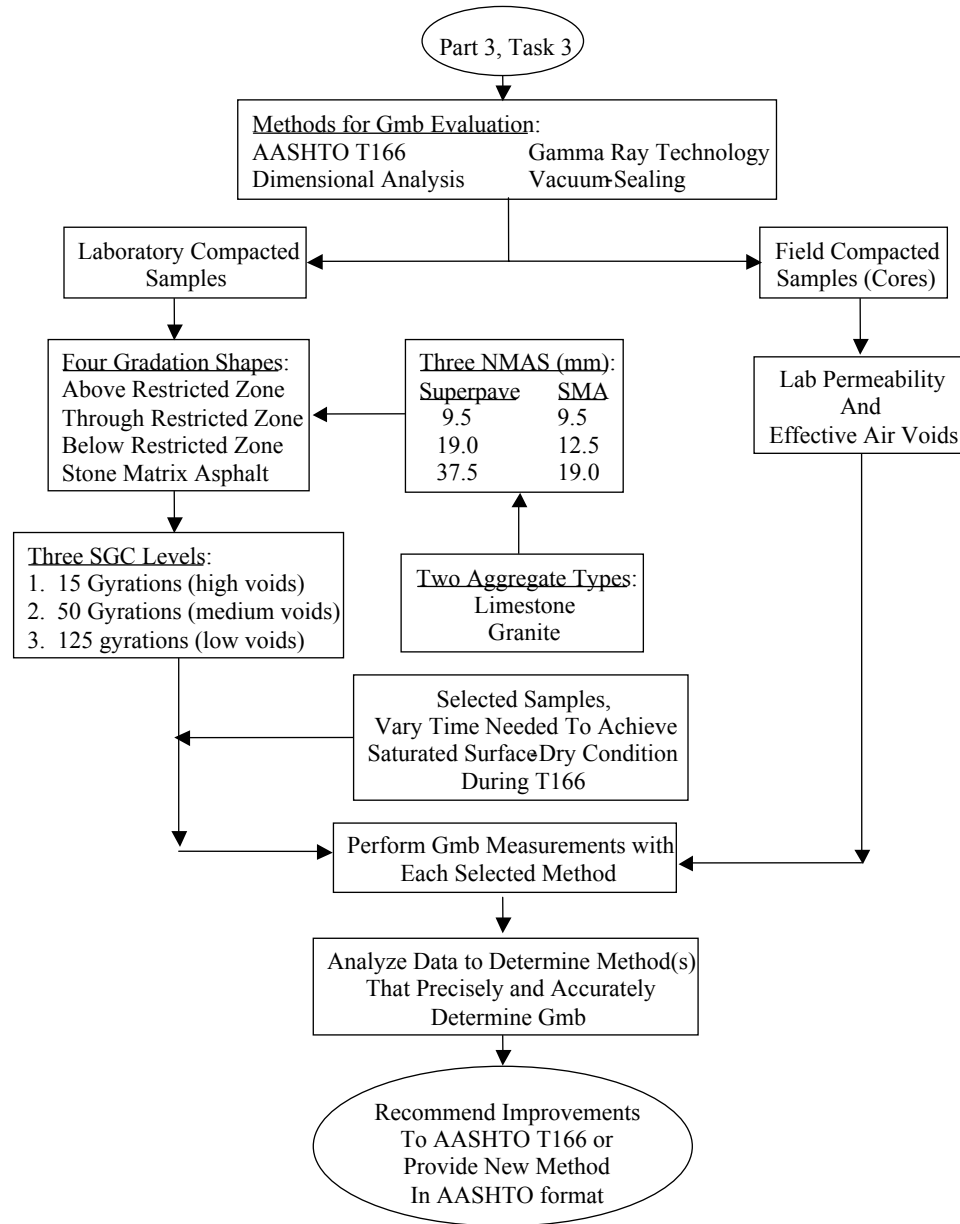 Part 3, Task 3
Methods for Gmb Evaluation:
AASHTO T166 Gamma Ray Technology
Dimensional Analysis Vacuum-Sealing
Laboratory Compacted
Samples
Field Compacted
Samples (Cores)
Four Gradation Shapes:
Above Restricted Zone
Through Restricted Zone
Below Restricted Zone
Stone Matrix Asphalt
Three NMAS (mm):
Superpave SMA
9.5 9.5
19.0 12.5
37.5 19.0
Lab Permeability
And
Effective Air Voids
Three SGC Levels:
1. 15 Gyrations (high voids)
2. 50 Gyrations (medium voids)
3. 125 gyrations (low voids)
Two Aggregate Types:
Limestone
Granite
Selected Samples,
Vary Time Needed To Achieve
Saturated Surface-Dry Condition
During T166
Perform Gmb Measurements with
Each Selected Method
Analyze Data to Determine Method(s)
That Precisely and Accurately
Determine Gmb
Recommend Improvements
To AASHTO T166 or
Provide New Method
In AASHTO format